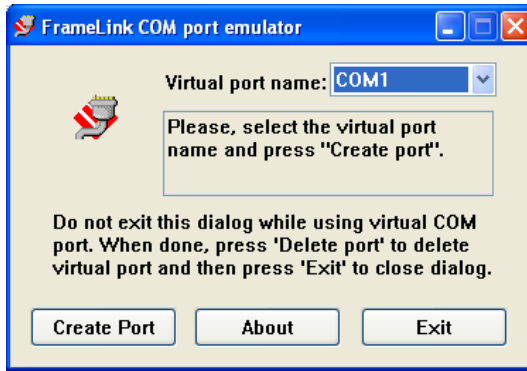 FrameLink COM port emulator
Virtual port name: COM1
Please, select the virtual port
name and press "Create port".
Do not exit this dialog while using virtual COM
port. When done, press 'Delete port' to delete
virtual port and then press 'Exit' to close dialog.
Create Port About Exit